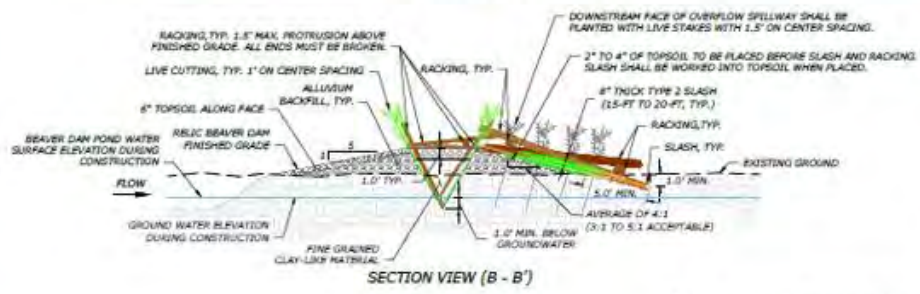 RACKING, TYP. 1.5' MAX. PROTRUSION ABOVE
FINISHED GRADE. ALL ENDS MUST BE BROKEN.
LIVE CUTTING, TYP. 1' ON CENTER SPACING
ALLUVIUM
BACKFILL, TYP.
6" TOPSOIL ALONG FACE
RELIC BEAVER DAM
FINISHED GRADE
BEAVER DAM POND WATER
SURFACE ELEVATION DURING
CONSTRUCTION
FLOW
GROUND WATER ELEVATION
DURING CONSTRUCTION
FINE GRAINED
CLAY-LIKE MATERIAL
1
5
1.0' TYP.
RACKING, TYP.
DOWNSTREAM FACE OF OVERFLOW SPILLWAY SHALL BE
PLANTED WITH LIVE STAKES WITH 1.5' ON CENTER SPACING.
2" TO 4" OF TOPSOIL TO BE PLACED BEFORE SLASH AND RACKING.
SLASH SHALL BE WORKED INTO TOPSOIL WHEN PLACED.
8" THICK TYPE 2 SLASH
(15-FT TO 20-FT, TYP.)
RACKING,TYP.
SLASH, TYP.
EXISTING GROUND
1.0' MIN.
5.0' MIN.
AVERAGE OF 4:1
(3:1 TO 5:1 ACCEPTABLE)
1.0' MIN. BELOW
GROUNDWATER
SECTION VIEW (B - B')